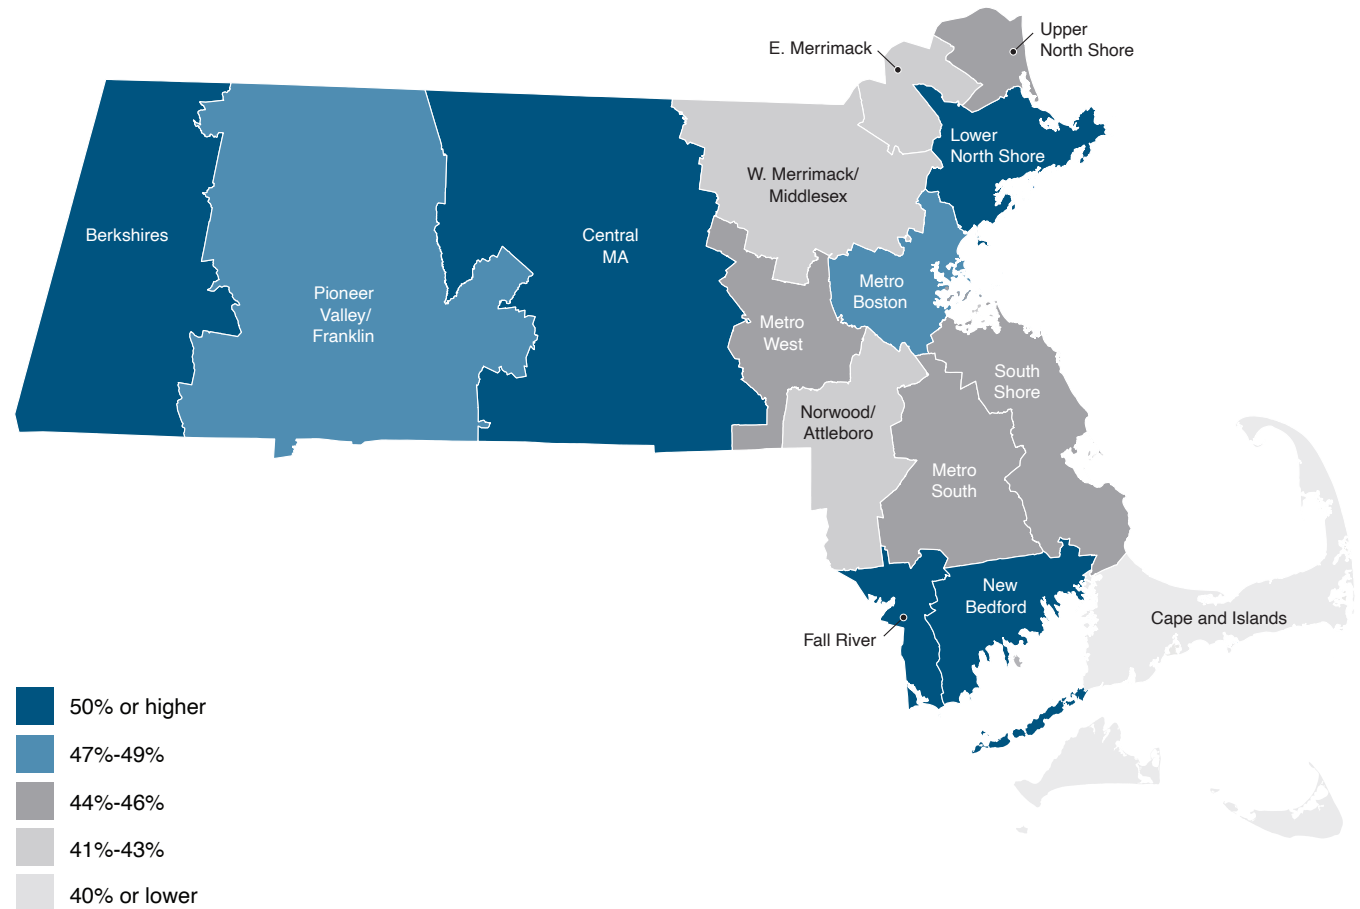 Upper
North Shore
E. Merrimack
Lower
North Shore
W. Merrimack/
Middlesex
Berkshires
Central
MA
Pioneer
Valley/
Franklin
Metro
Boston
Metro
West
South
Shore
Norwood/
Attleboro
Metro
South
New
Bedford
Cape and Islands
Fall River
50% or higher
47%-49%
44%-46%
41%-43%
40% or lower